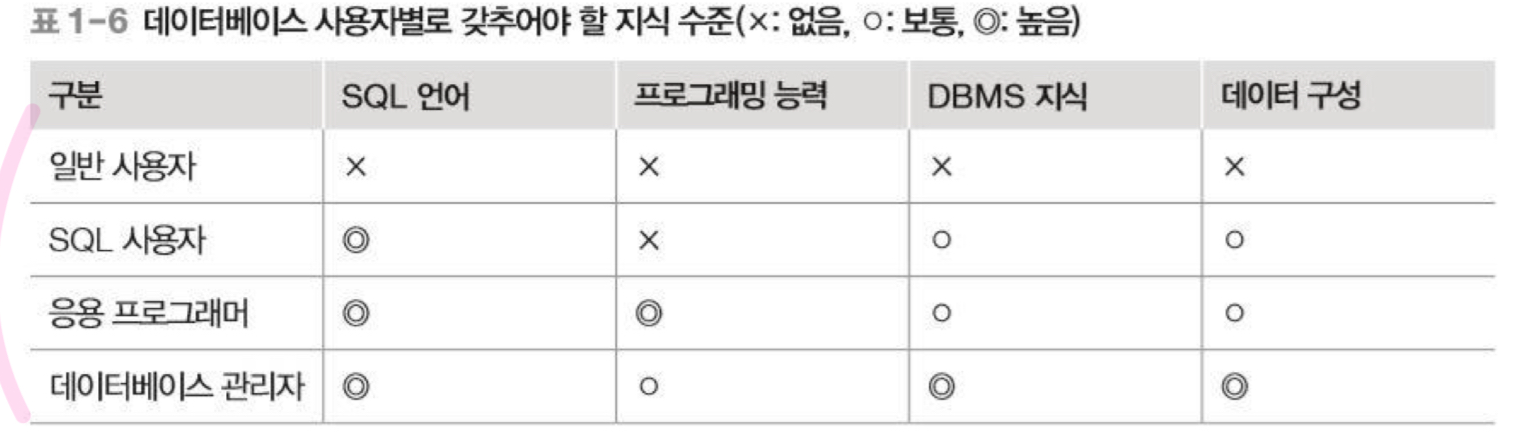 표 1-6 데이터베이스 사용자별로 갖추어야 할 지식 수준(×: 없음, ○: 보통, ◎: 높음)
구분 SQL 언어 프로그래밍 능력 DBMS 지식 데이터 구성
일반 사용자 × × × ×
SQL 사용자 ◎ × ○ ○
응용 프로그래머 ◎ ◎ ○ ○
데이터베이스 관리자 ◎ ○ ◎ ◎